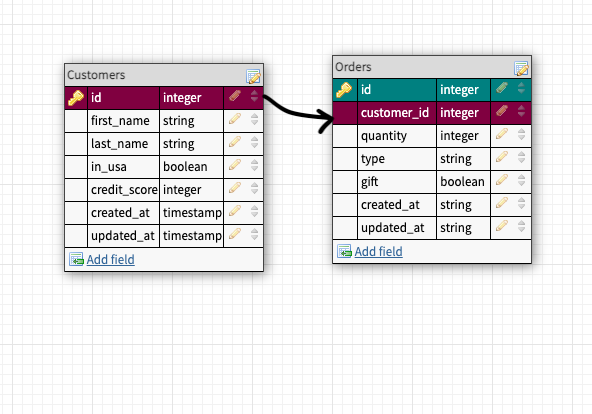 Customers
id integer
first_name string
last_name string
in_usa boolean
credit_score integer
created_at timestamp
updated_at timestamp
Add field
Orders
id integer
customer_id integer
quantity integer
type string
gift boolean
created_at string
updated_at string
Add field